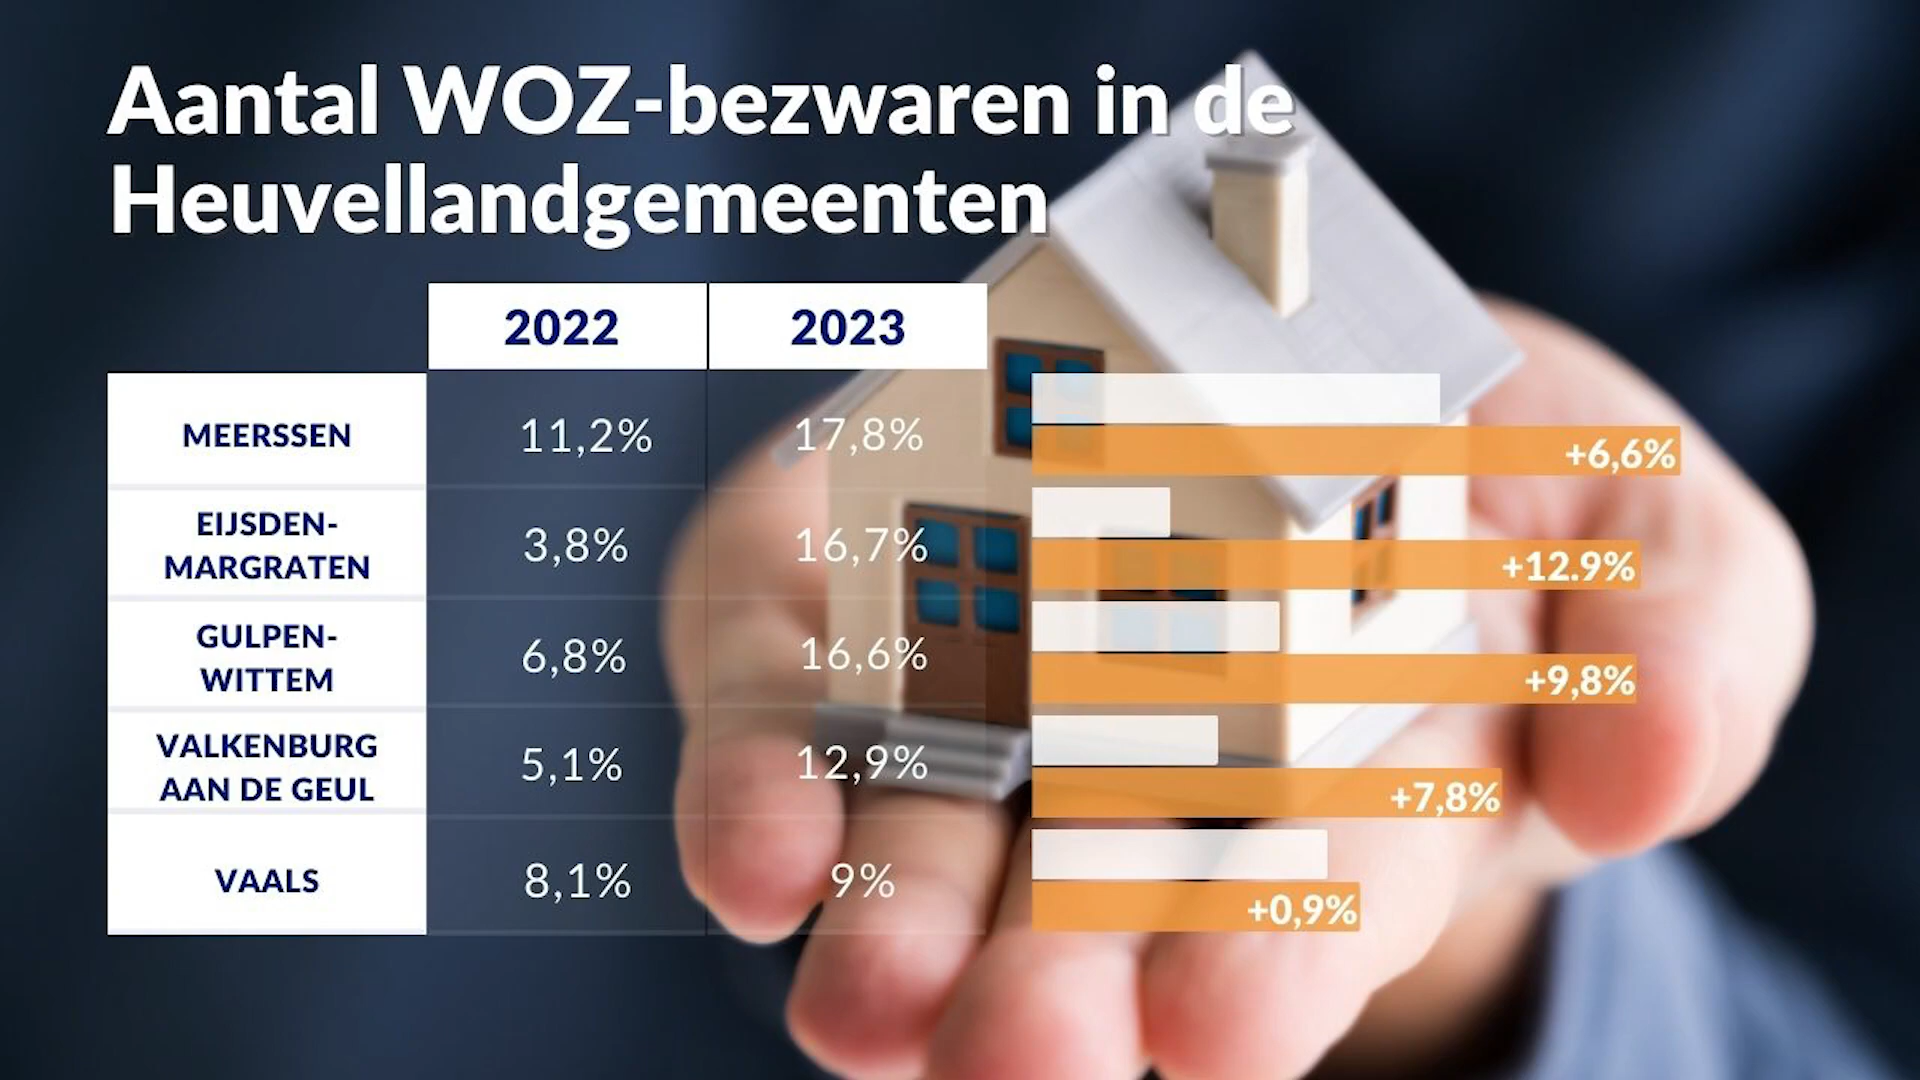 Aantal WOZ-bezwaren in de
Heuvellandgemeenten
2022 2023
MEERSSEN 11,2% 17,8% +6,6%
EIJSDEN-
MARGRATEN 3,8% 16,7% +12.9%
GULPEN-
WITTEM 6,8% 16,6% +9,8%
VALKENBURG
AAN DE GEUL 5,1% 12,9% +7,8%
VAALS 8,1% 9% +0,9%